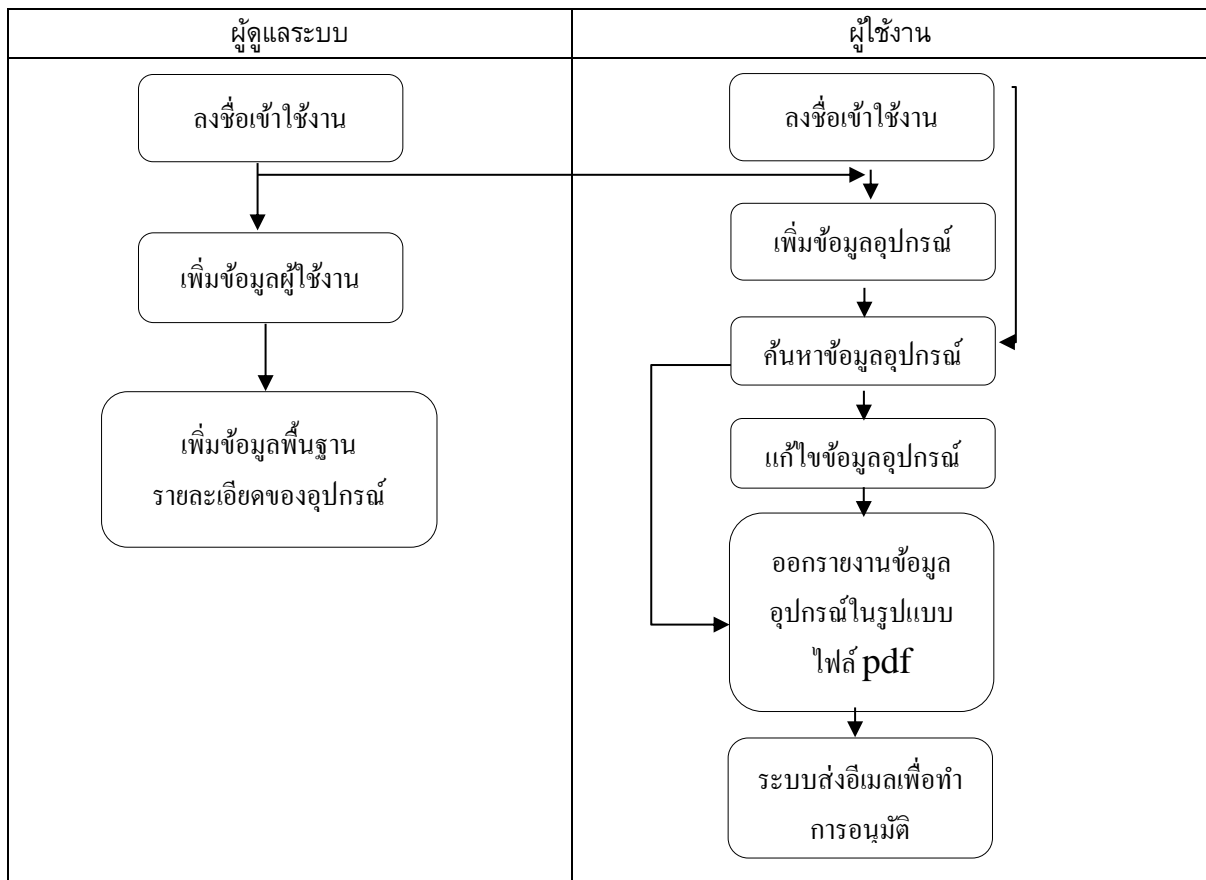 ผู้ดูแลระบบ
ผู้ใช้งาน
ลงชื่อเข้าใช้งาน
เพิ่มข้อมูลผู้ใช้งาน
เพิ่มข้อมูลพื้นฐาน
รายละเอียดของอุปกรณ์
ลงชื่อเข้าใช้งาน
เพิ่มข้อมูลอุปกรณ์
ค้นหาข้อมูลอุปกรณ์
แก้ไขข้อมูลอุปกรณ์
ออกรายงานข้อมูล
อุปกรณ์ในรูปแบบ
ไฟล์ pdf
ระบบส่งอีเมลเพื่อทำ
การอนุมัติ